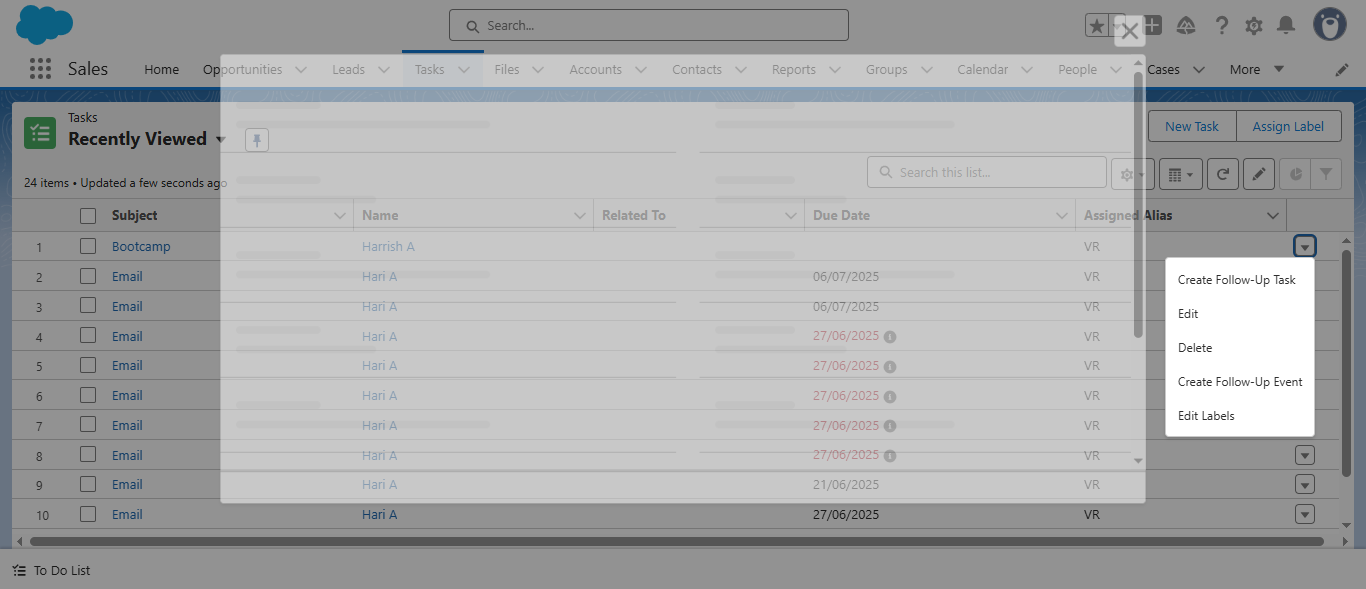 Search...
Sales Home Opportunities Leads Tasks Files Accounts Contacts Reports Groups Calendar People Cases More
Tasks
Recently Viewed
New Task Assign Label
24 items • Updated a few seconds ago
Search this list...
Subject Name Related To Due Date Assigned Alias
1 Bootcamp Harrish A VR
2 Email Hari A 06/07/2025 VR
3 Email Hari A 06/07/2025 VR
4 Email Hari A 27/06/2025 VR
5 Email Hari A 27/06/2025 VR
6 Email Hari A 27/06/2025 VR
7 Email Hari A 27/06/2025 VR
8 Email Hari A 27/06/2025 VR
9 Email Hari A 21/06/2025 VR
10 Email Hari A 27/06/2025 VR
Create Follow-Up Task
Edit
Delete
Create Follow-Up Event
Edit Labels
To Do List